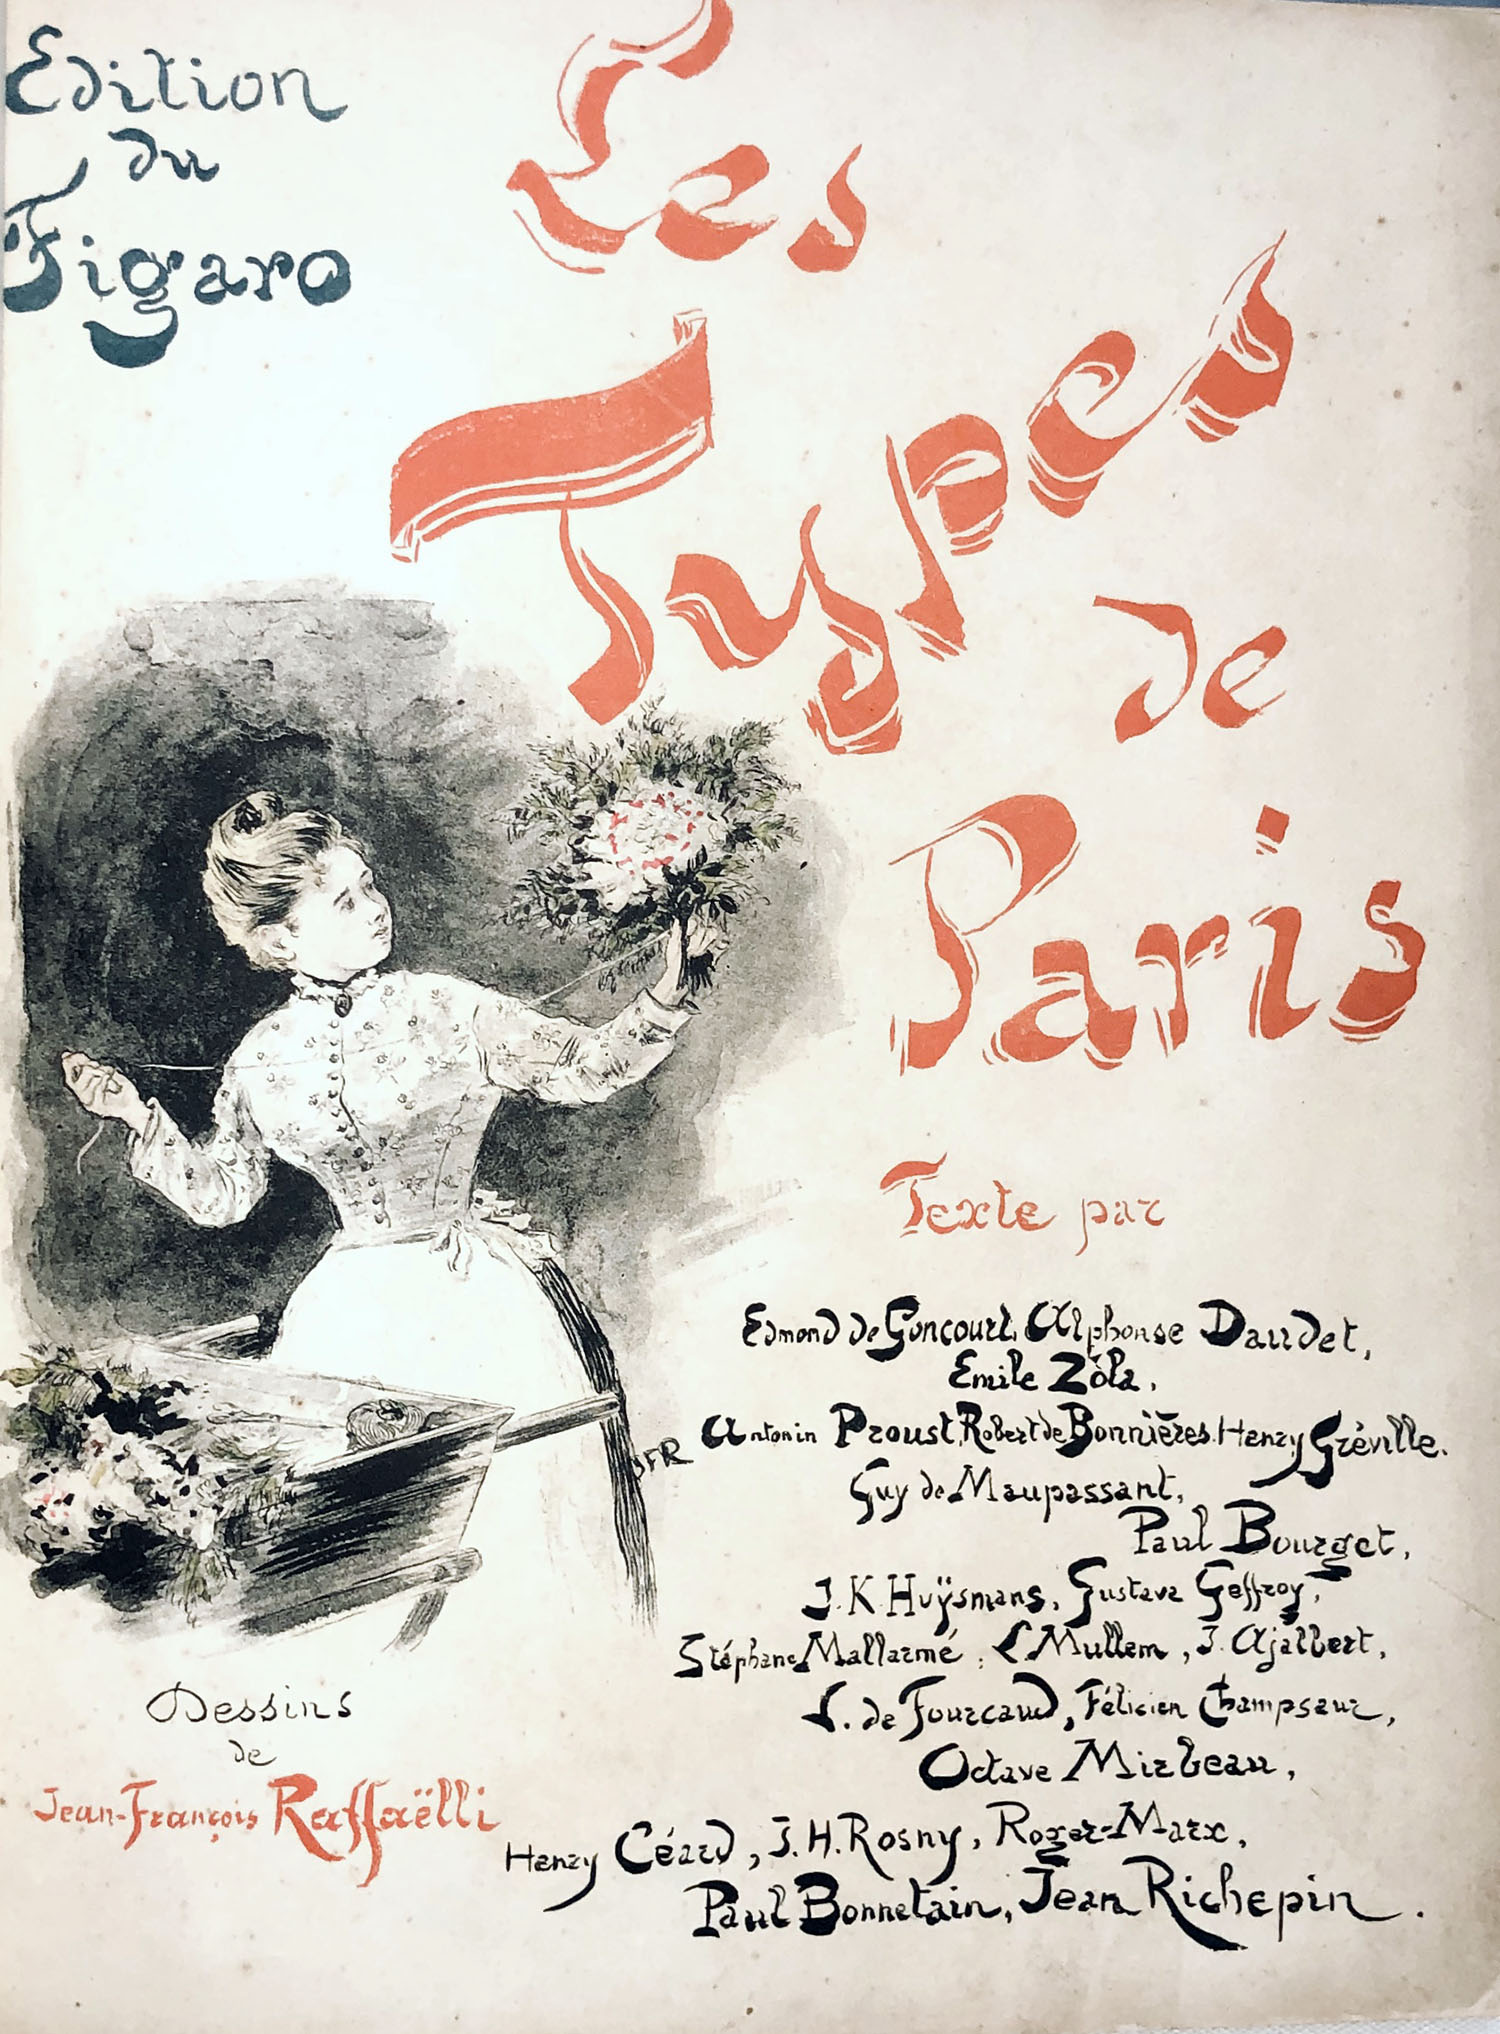 Edition
du
Figaro
Les
Types
de
Paris
Texte par
Edmond de Goncourt, Alphonse Daudet,
Emile Zola,
Antonin Proust, Robert de Bonnières, Henry Gréville.
Guy de Maupassant,
Paul Bourget,
J. K. Huÿsmans, Gustave Geffroy,
Stéphane Mallarmé, L. Mullem, J. Ajalbert,
L. de Fourcaud, Félicien Champsaur,
Octave Mirbeau,
Henry Céard, J. H. Rosny, Roger-Marx,
Paul Bonnetain, Jean Richepin.
JFR
Dessins
de
Jean-François Raffaëlli